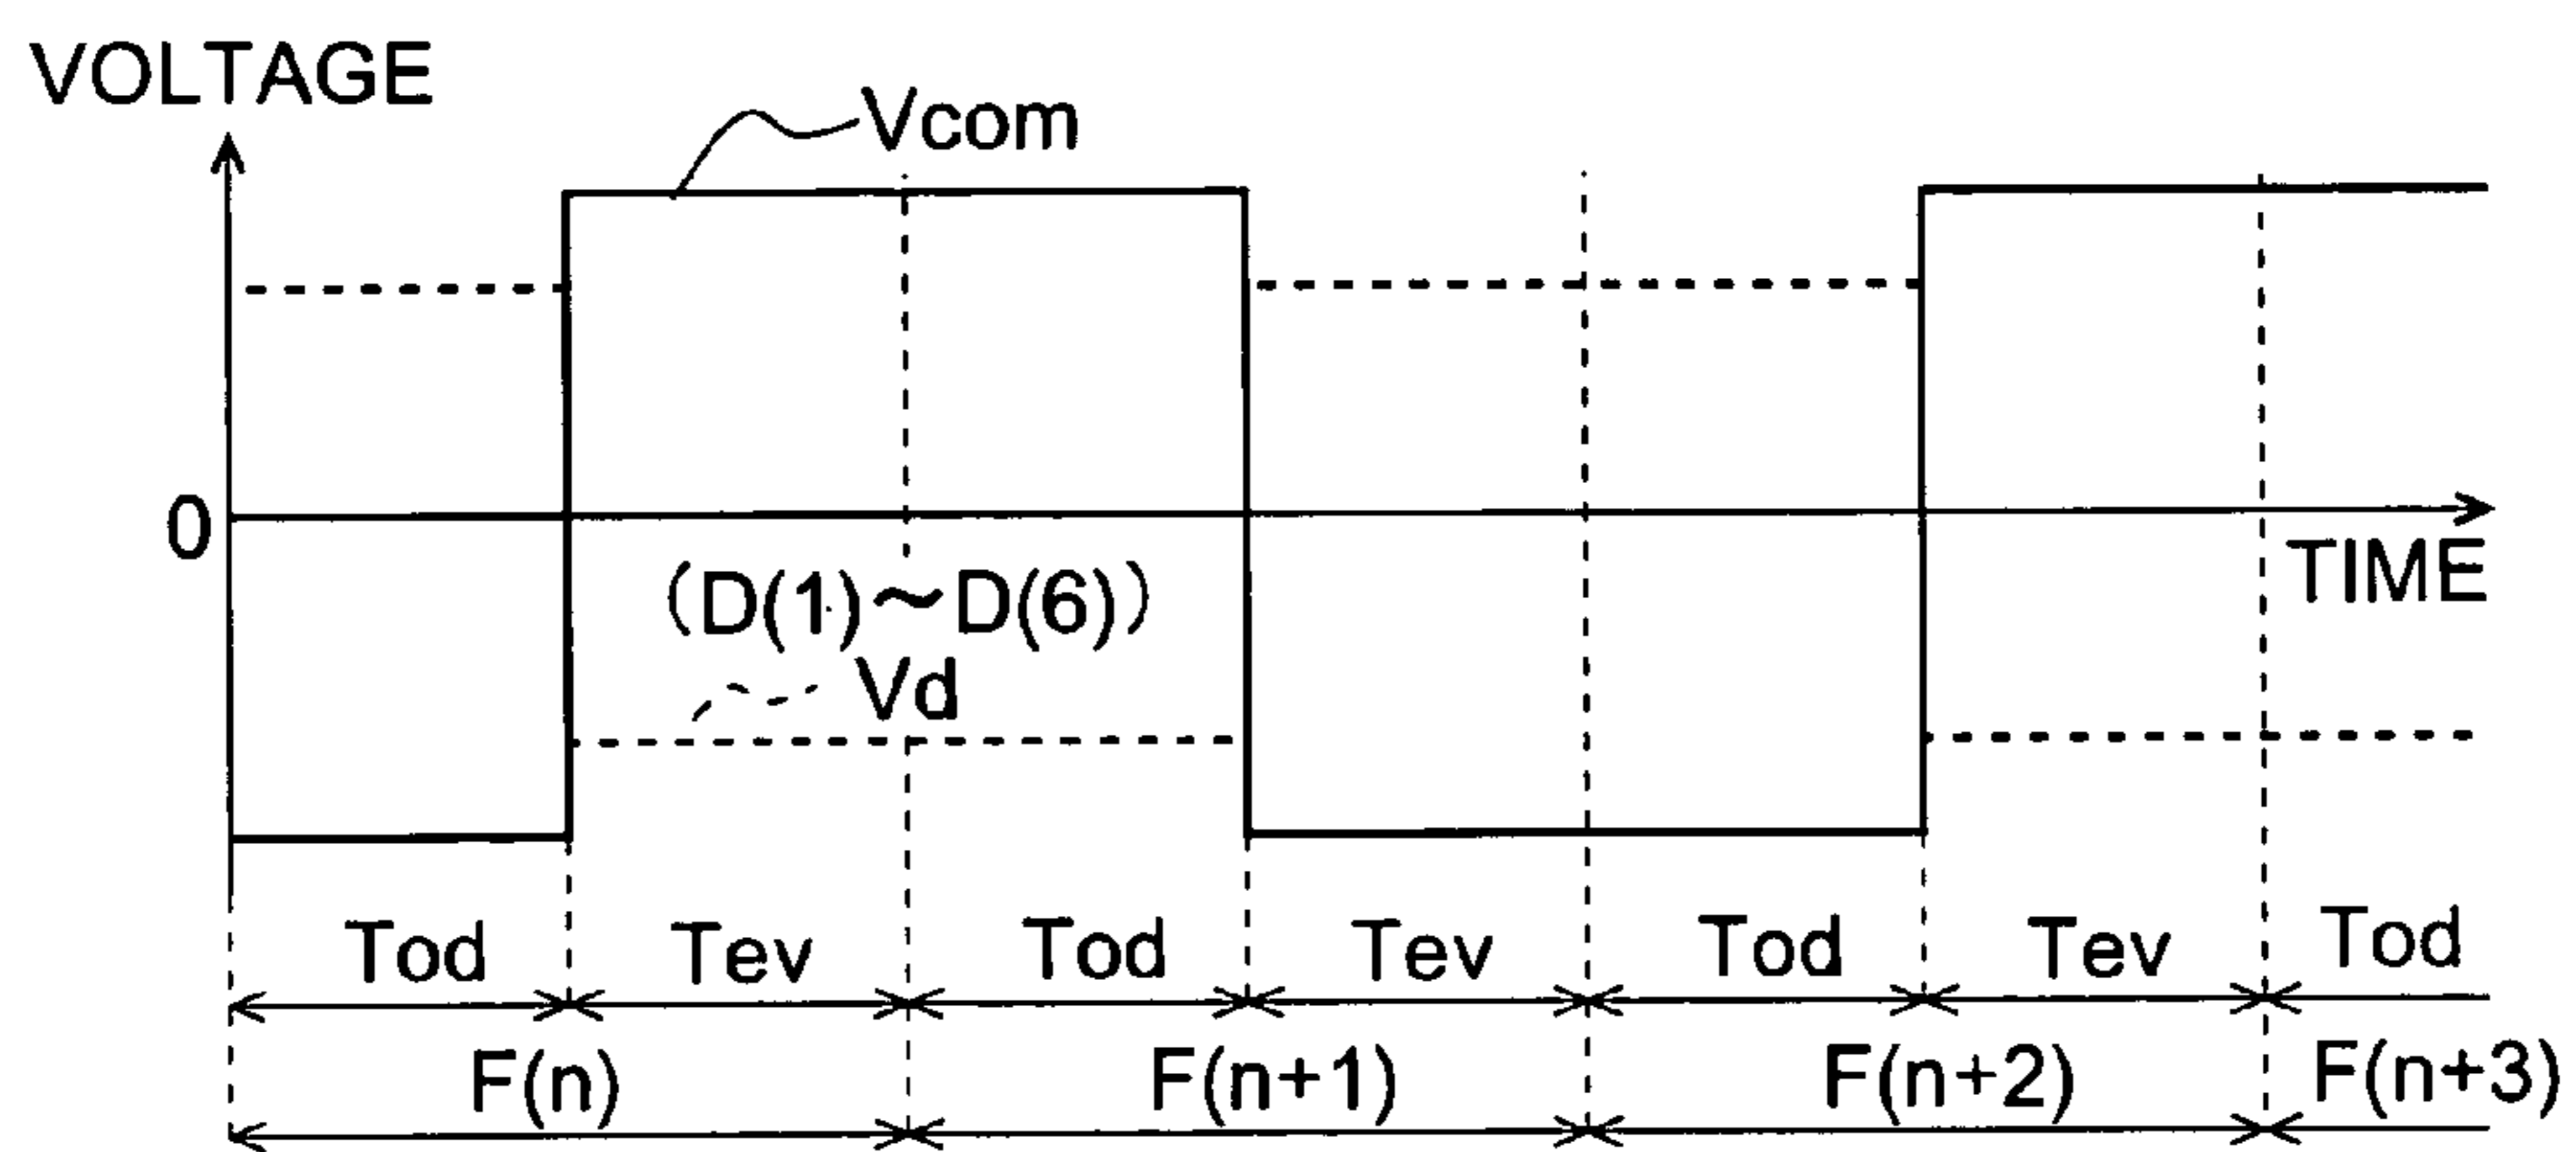 VOLTAGE
Vcom
0
TIME
(D(1)～D(6))
Vd
Tod Tev Tod Tev Tod Tev Tod
F(n) F(n+1) F(n+2) F(n+3)